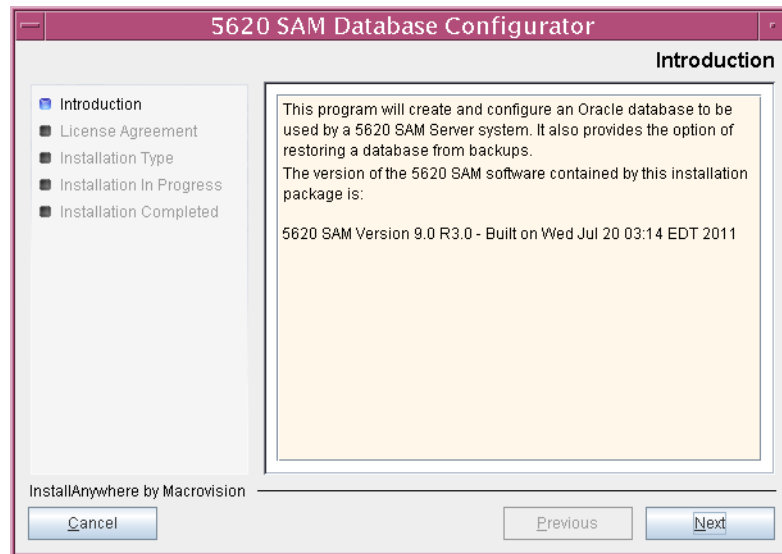 5620 SAM Database Configurator
Introduction
Introduction
License Agreement
Installation Type
Installation In Progress
Installation Completed
This program will create and configure an Oracle database to be
used by a 5620 SAM Server system. It also provides the option of
restoring a database from backups.
The version of the 5620 SAM software contained by this installation
package is:
5620 SAM Version 9.0 R3.0 - Built on Wed Jul 20 03:14 EDT 2011
InstallAnywhere by Macrovision
Cancel
Previous
Next